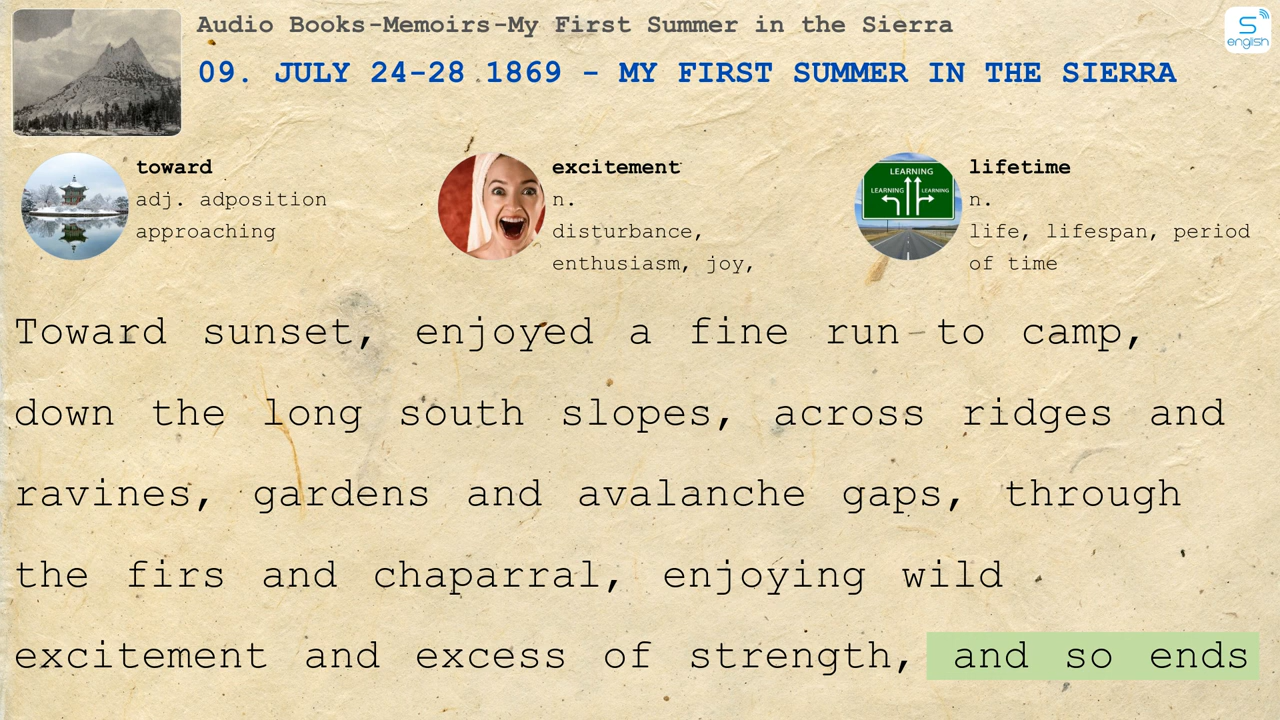 Audio Books-Memoirs-My First Summer in the Sierra
09. JULY 24-28 1869 - MY FIRST SUMMER IN THE SIERRA
S
english
toward
adj. adposition
approaching
excitement
n.
disturbance,
enthusiasm, joy,
LEARNING
LEARNING LEARNING
lifetime
n.
life, lifespan, period
of time
Toward sunset, enjoyed a fine run to camp,
down the long south slopes, across ridges and
ravines, gardens and avalanche gaps, through
the firs and chaparral, enjoying wild
excitement and excess of strength, and so ends